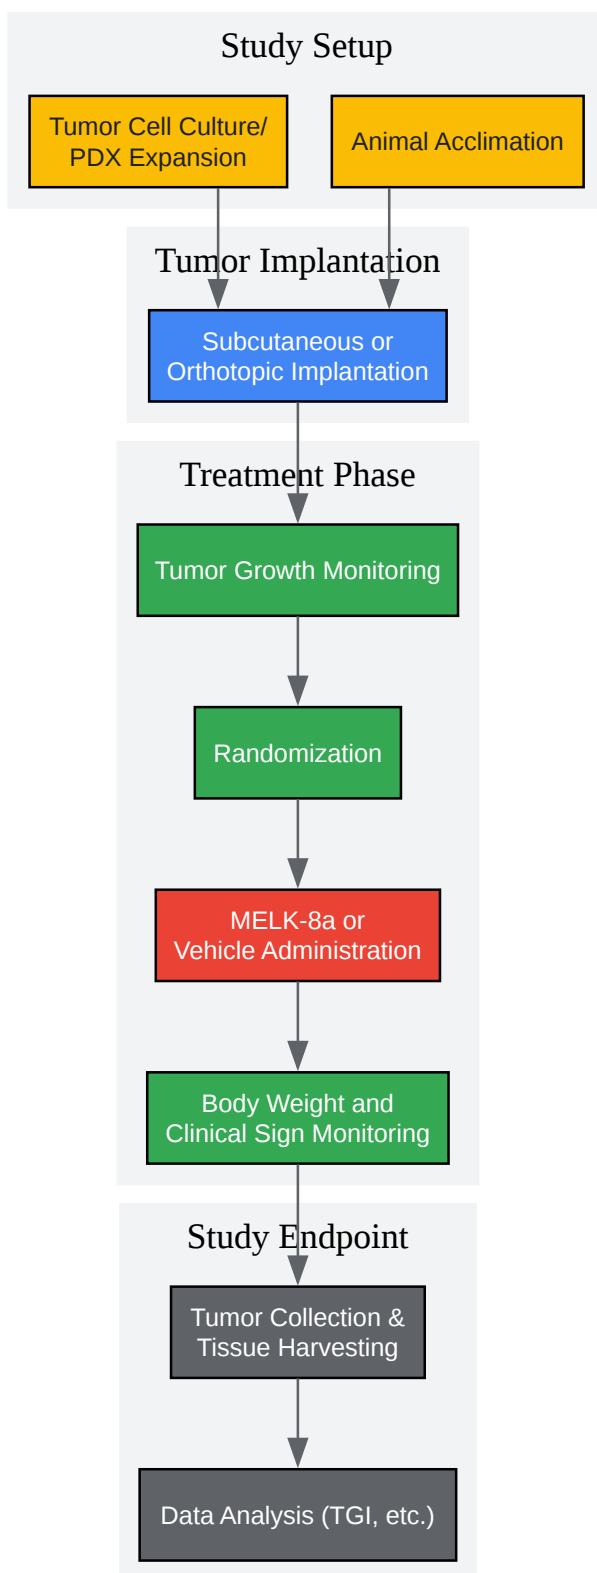 Study Setup
Tumor Cell Culture/
PDX Expansion
Animal Acclimation
Tumor Implantation
Subcutaneous or
Orthotopic Implantation
Treatment Phase
Tumor Growth Monitoring
Randomization
MELK-8a or
Vehicle Administration
Body Weight and
Clinical Sign Monitoring
Study Endpoint
Tumor Collection &
Tissue Harvesting
Data Analysis (TGI, etc.)